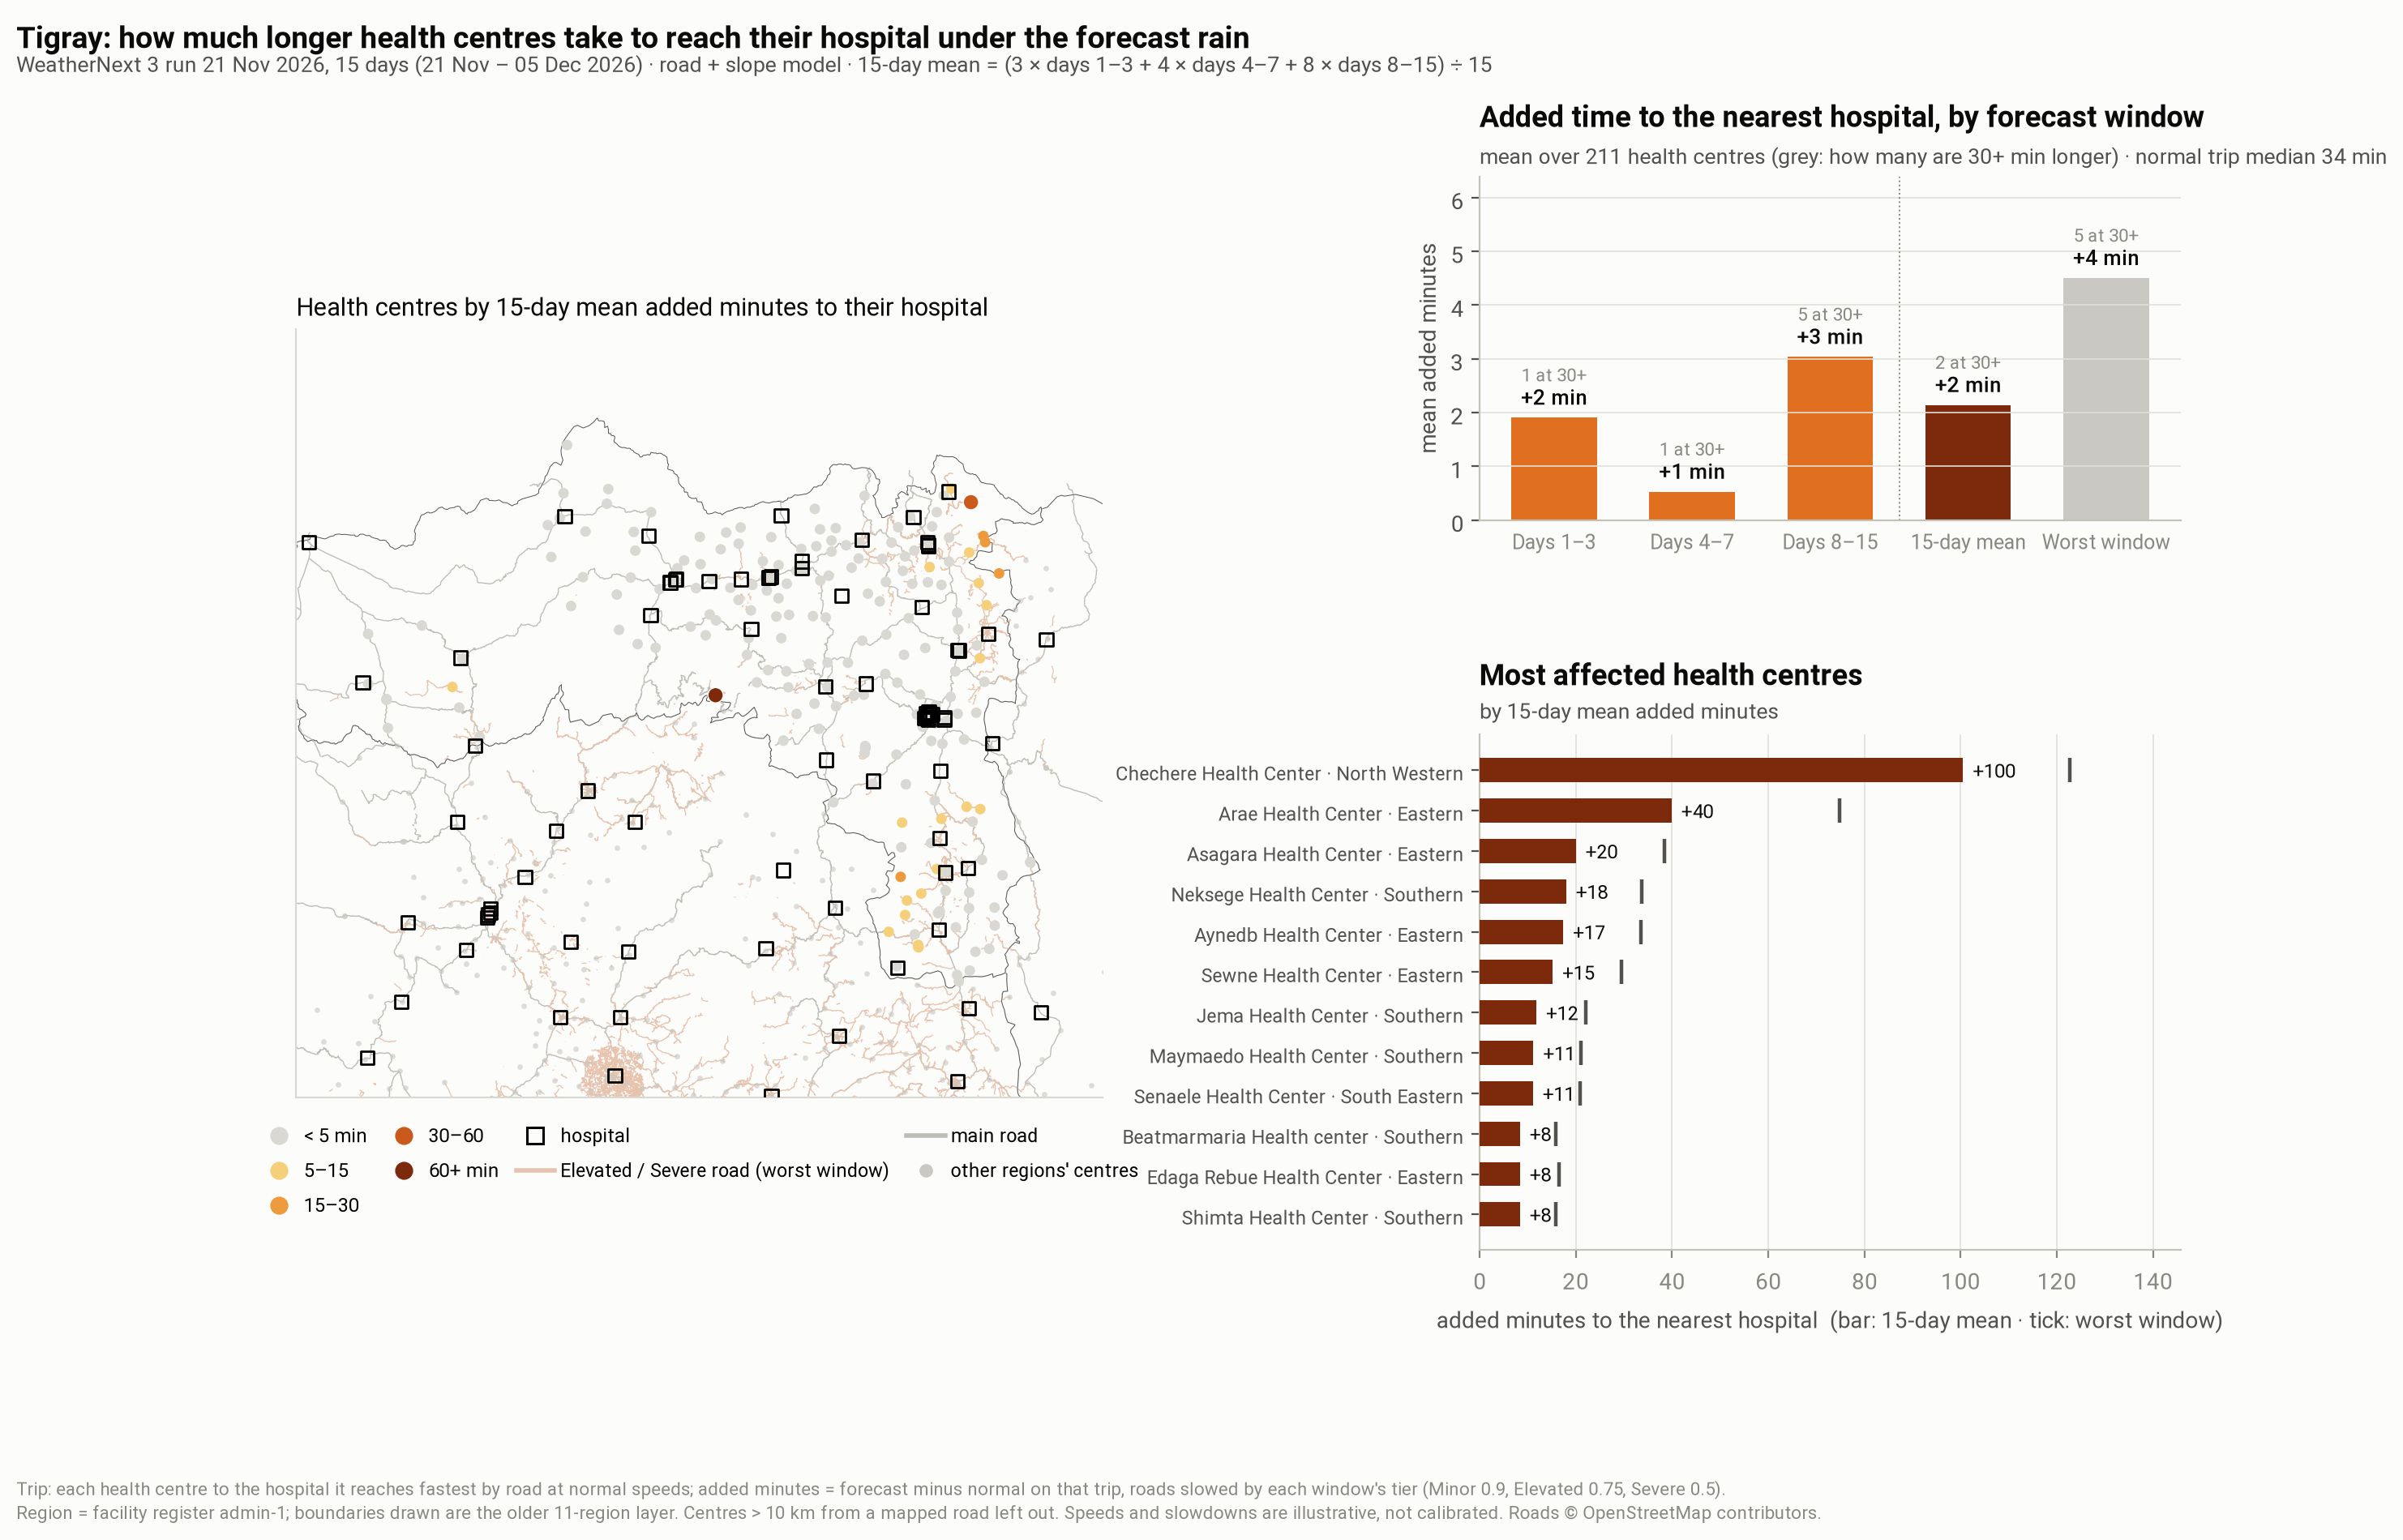 Tigray: how much longer health centres take to reach their hospital under the forecast rain
WeatherNext 3 run 21 Nov 2026, 15 days (21 Nov – 05 Dec 2026) · road + slope model · 15-day mean = (3 × days 1–3 + 4 × days 4–7 + 8 × days 8–15) ÷ 15
Health centres by 15-day mean added minutes to their hospital
< 5 min
5–15
15–30
30–60
60+ min
hospital
Elevated / Severe road (worst window)
main road
other regions' centres
Added time to the nearest hospital, by forecast window
mean over 211 health centres (grey: how many are 30+ min longer) · normal trip median 34 min
mean added minutes
6
5
4
3
2
1
0
1 at 30+
+2 min
1 at 30+
+1 min
5 at 30+
+3 min
2 at 30+
+2 min
5 at 30+
+4 min
Days 1–3
Days 4–7
Days 8–15
15-day mean
Worst window
Most affected health centres
by 15-day mean added minutes
Chechere Health Center · North Western +100
Arae Health Center · Eastern +40
Asagara Health Center · Eastern +20
Neksege Health Center · Southern +18
Aynedb Health Center · Eastern +17
Sewne Health Center · Eastern +15
Jema Health Center · Southern +12
Maymaedo Health Center · Southern +11
Senaele Health Center · South Eastern +11
Beatmarmaria Health center · Southern +8
Edaga Rebue Health Center · Eastern +8
Shimta Health Center · Southern +8
0 20 40 60 80 100 120 140
added minutes to the nearest hospital (bar: 15-day mean · tick: worst window)
Trip: each health centre to the hospital it reaches fastest by road at normal speeds; added minutes = forecast minus normal on that trip, roads slowed by each window's tier (Minor 0.9, Elevated 0.75, Severe 0.5).
Region = facility register admin-1; boundaries drawn are the older 11-region layer. Centres > 10 km from a mapped road left out. Speeds and slowdowns are illustrative, not calibrated. Roads © OpenStreetMap contributors.